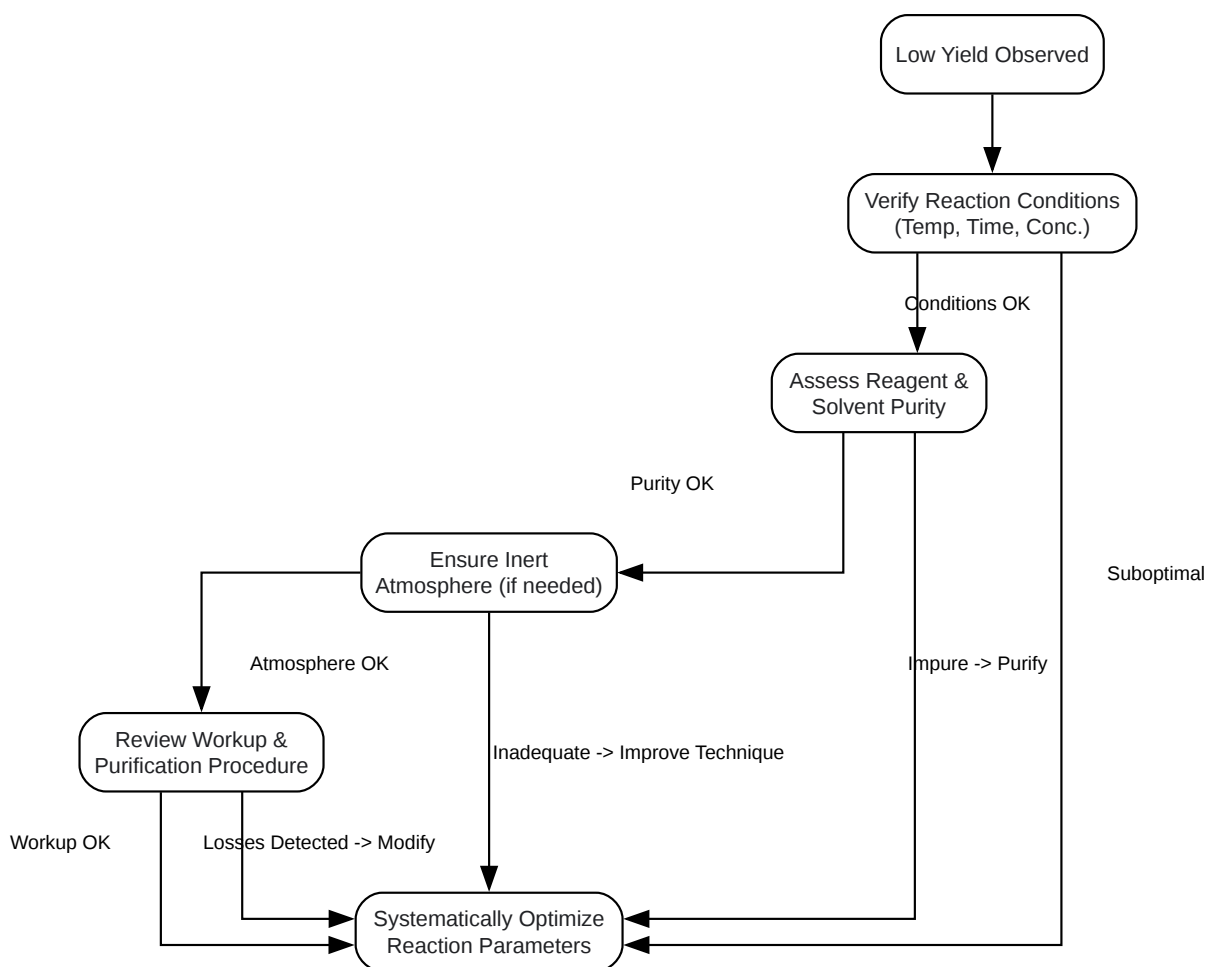 Low Yield Observed
Verify Reaction Conditions
(Temp, Time, Conc.)
Conditions OK
Assess Reagent &
Solvent Purity
Purity OK
Ensure Inert
Atmosphere (if needed)
Suboptimal
Atmosphere OK
Impure -> Purify
Review Workup &
Purification Procedure
Inadequate -> Improve Technique
Workup OK
Losses Detected -> Modify
Systematically Optimize
Reaction Parameters